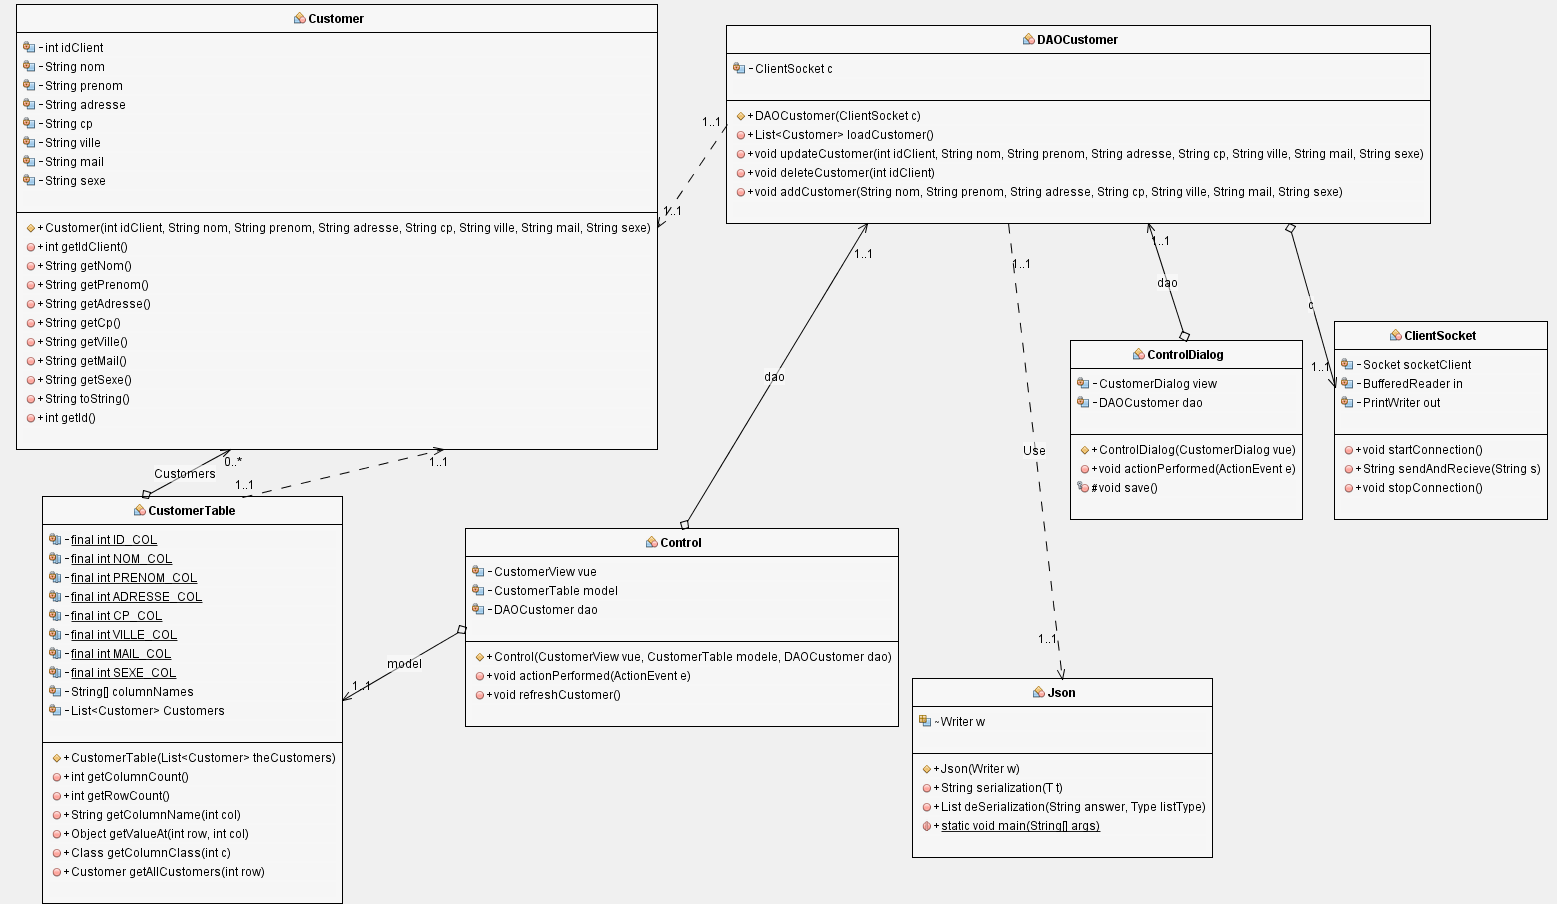 Customer
- int idClient
- String nom
- String prenom
- String adresse
- String cp
- String ville
- String mail
- String sexe
+ Customer(int idClient, String nom, String prenom, String adresse, String cp, String ville, String mail, String sexe)
+ int getIdClient()
+ String getNom()
+ String getPrenom()
+ String getAdresse()
+ String getCp()
+ String getVille()
+ String getMail()
+ String getSexe()
+ String toString()
+ int getId()
DAOCustomer
- ClientSocket c
+ DAOCustomer(ClientSocket c)
+ List<Customer> loadCustomer()
+ void updateCustomer(int idClient, String nom, String prenom, String adresse, String cp, String ville, String mail, String sexe)
+ void deleteCustomer(int idClient)
+ void addCustomer(String nom, String prenom, String adresse, String cp, String ville, String mail, String sexe)
1..1
1..1
1..1
dao
1..1
Use
1..1
1..1
dao
c
1..1
0..*
Customers
1..1
1..1
model
1..1
ControlDialog
- CustomerDialog view
- DAOCustomer dao
+ ControlDialog(CustomerDialog vue)
+ void actionPerformed(ActionEvent e)
# void save()
ClientSocket
- Socket socketClient
- BufferedReader in
- PrintWriter out
+ void startConnection()
+ String sendAndRecieve(String s)
+ void stopConnection()
CustomerTable
- final int ID_COL
- final int NOM_COL
- final int PRENOM_COL
- final int ADRESSE_COL
- final int CP_COL
- final int VILLE_COL
- final int MAIL_COL
- final int SEXE_COL
- String[] columnNames
- List<Customer> Customers
+ CustomerTable(List<Customer> theCustomers)
+ int getColumnCount()
+ int getRowCount()
+ String getColumnName(int col)
+ Object getValueAt(int row, int col)
+ Class getColumnClass(int c)
+ Customer getAllCustomers(int row)
Control
- CustomerView vue
- CustomerTable model
- DAOCustomer dao
+ Control(CustomerView vue, CustomerTable modele, DAOCustomer dao)
+ void actionPerformed(ActionEvent e)
+ void refreshCustomer()
Json
~ Writer w
+ Json(Writer w)
+ String serialization(T t)
+ List deSerialization(String answer, Type listType)
+ static void main(String[] args)